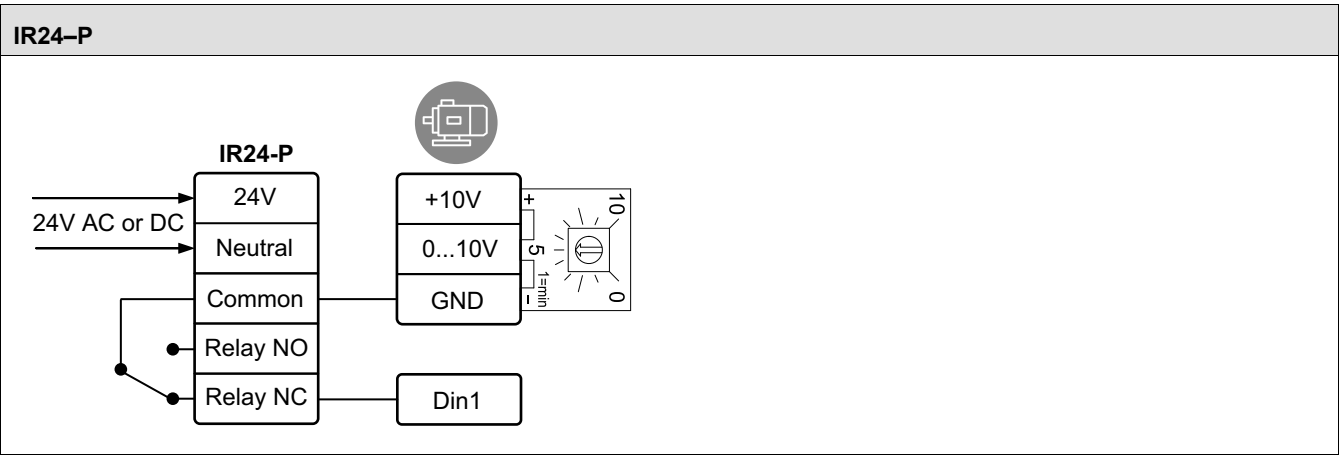 IR24–P
IR24-P
24V AC or DC
24V
Neutral
Common
Relay NO
Relay NC
+10V
0...10V
GND
Din1
+
-
10
5
1=min
0